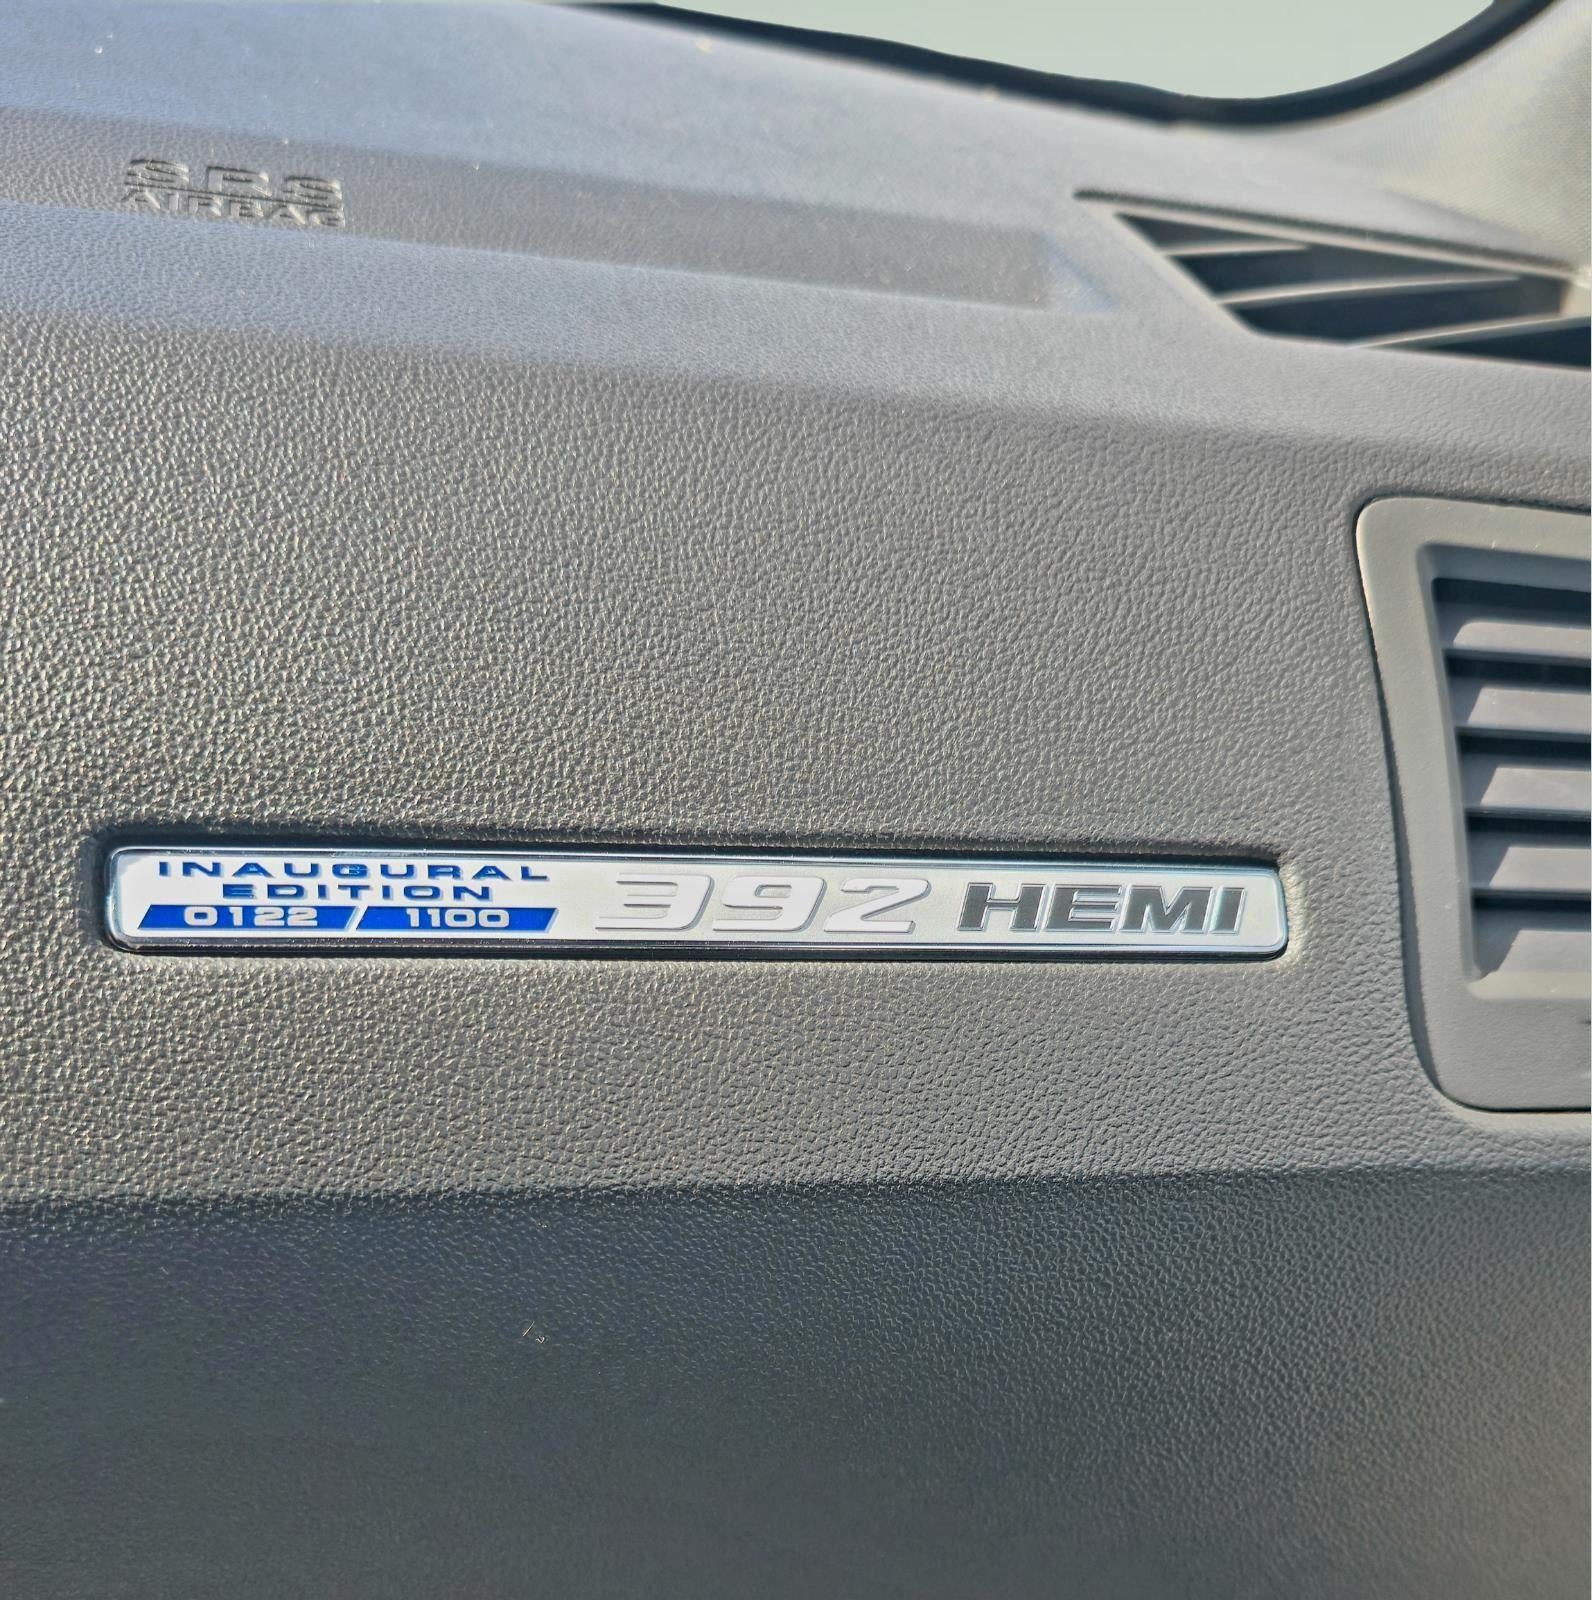 SRS
AIRBAG
INAUGURAL
EDITION
0122 / 1100
392 HEMI